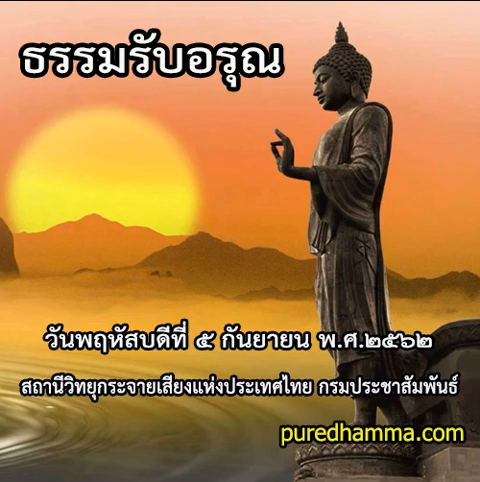 ธรรมรับอรุณ
วันพฤหัสบดีที่ ๕ กันยายน พ.ศ.๒๕๖๒
สถานีวิทยุกระจายเสียงแห่งประเทศไทย กรมประชาสัมพันธ์
puredhamma.com